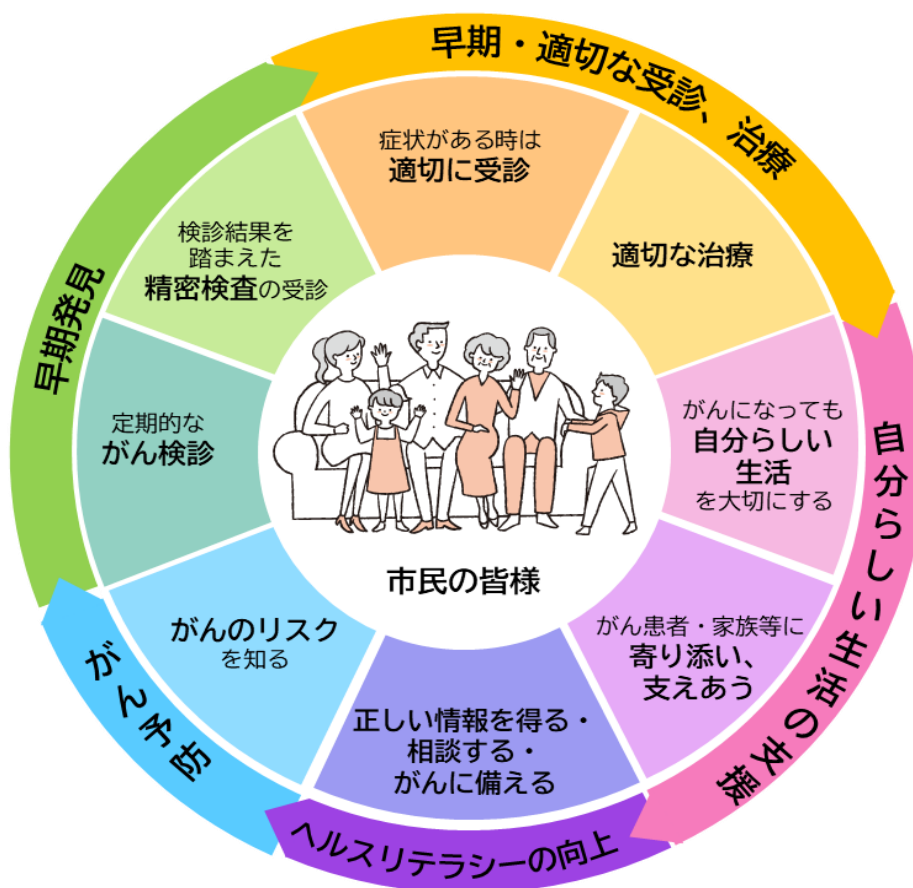 早期・適切な受診、治療
症状がある時は
適切に受診
適切な治療
自分らしい生活の支援
がんになっても
自分らしい
生活
を大切にする
がん患者・家族等に
寄り添い、
支えあう
ヘルスリテラシーの向上
正しい情報を得る・
相談する・
がんに備える
がん予防
がんのリスク
を知る
早期発見
定期的な
がん検診
検診結果を
踏まえた
精密検査の受診
市民の皆様